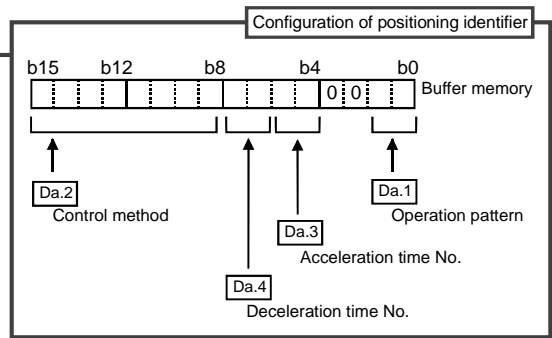 Configuration of positioning identifier
b15 b12 b8 b4 b0
0 0 Buffer memory
Da.2 Da.1
Control method Operation pattern
Da.3
Acceleration time No.
Da.4
Deceleration time No.